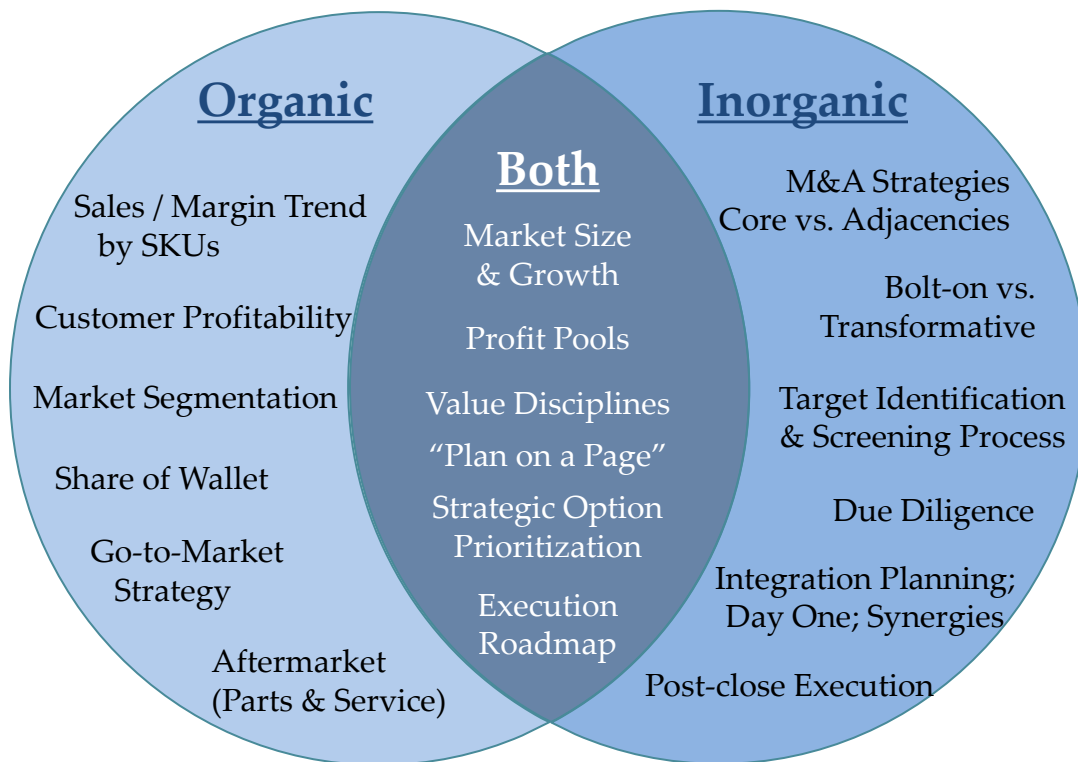 Organic
Sales / Margin Trend
by SKUs
Customer Profitability
Market Segmentation
Share of Wallet
Go-to-Market
Strategy
Aftermarket
(Parts & Service)
Both
Market Size
& Growth
Profit Pools
Value Disciplines
“Plan on a Page”
Strategic Option
Prioritization
Execution
Roadmap
Inorganic
M&A Strategies
Core vs. Adjacencies
Bolt-on vs.
Transformative
Target Identification
& Screening Process
Due Diligence
Integration Planning;
Day One; Synergies
Post-close Execution